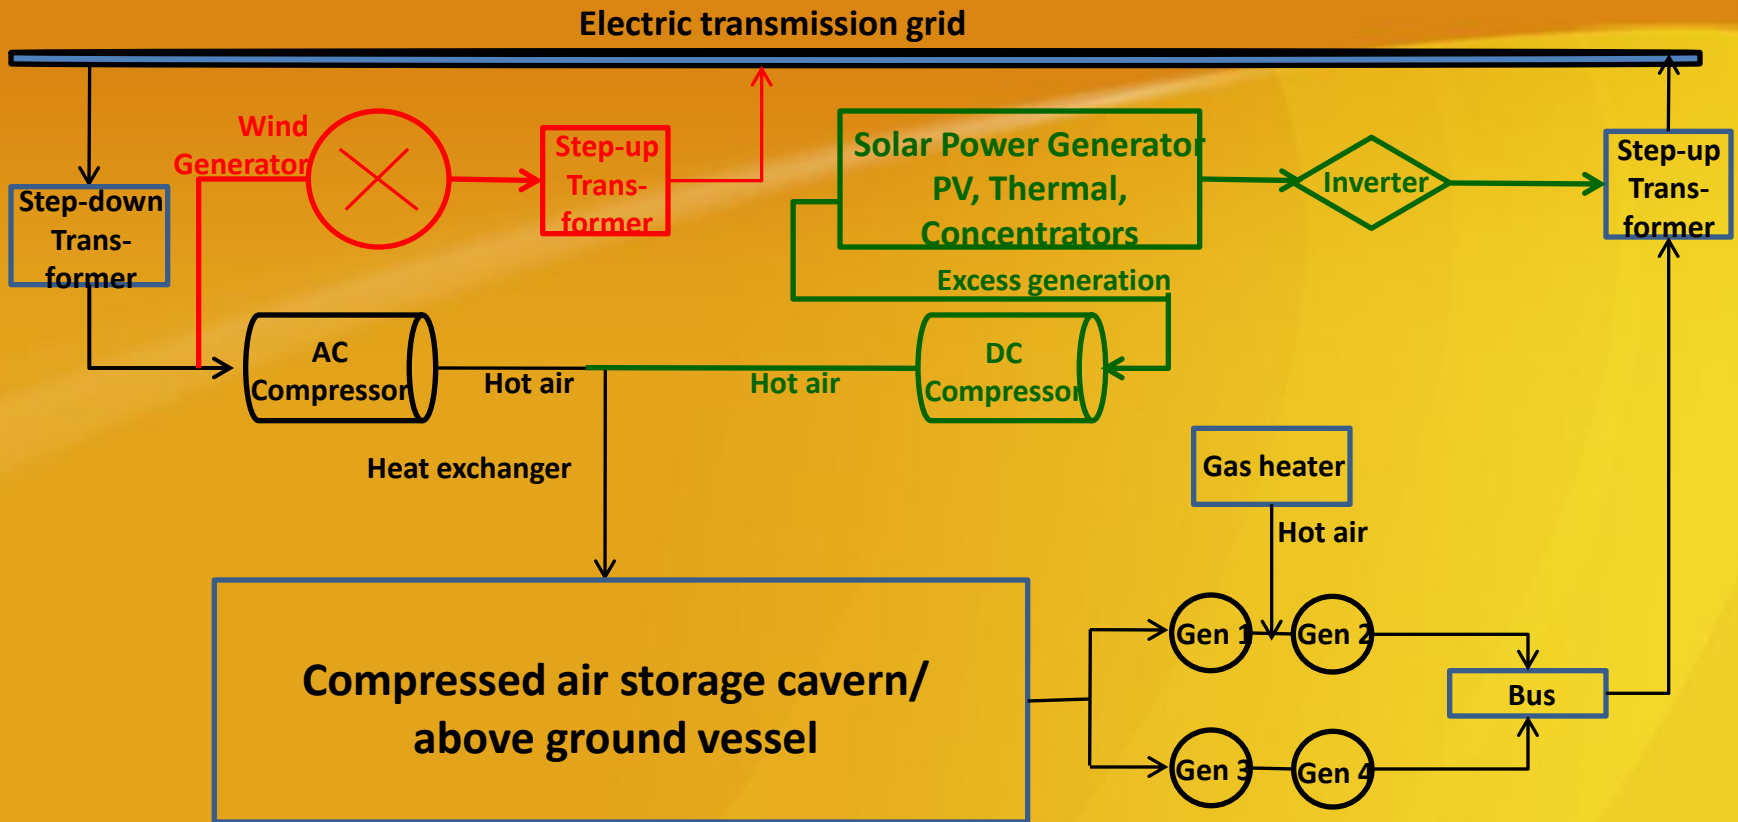 Electric transmission grid
Wind
Generator
Step-up
Trans-
former
Solar Power Generator
PV, Thermal,
Concentrators
Inverter
Step-up
Trans-
former
Step-down
Trans-
former
Excess generation
AC
Compressor
Hot air
Hot air
DC
Compressor
Heat exchanger
Gas heater
Hot air
Compressed air storage cavern/
above ground vessel
Gen 1
Gen 2
Bus
Gen 3
Gen 4